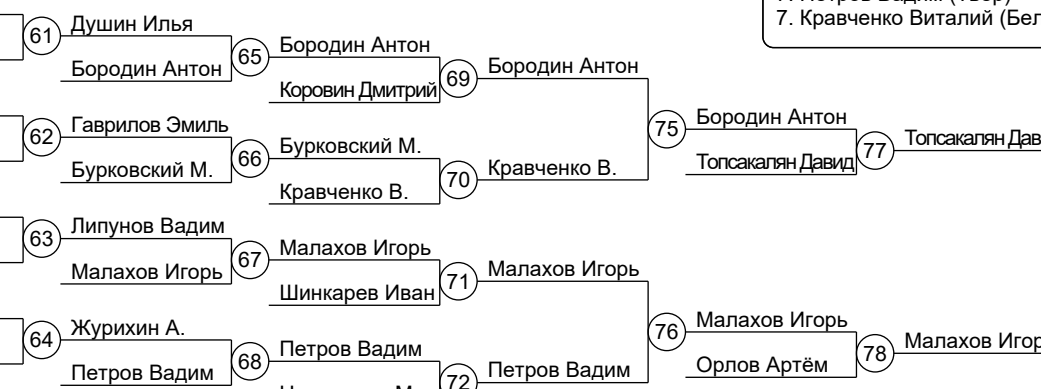 7. Кравченко Виталий
61 Душин Илья
Бородин Антон
65 Бородин Антон
Коровин Дмитрий
69 Бородин Антон
62 Гаврилов Эмиль
Бурковский М.
66 Бурковский М.
Кравченко В.
70 Кравченко В.
75 Бородин Антон
Топсакалян Давид
77 Топсакалян
63 Липунов Вадим
Малахов Игорь
67 Малахов Игорь
Шинкарев Иван
71 Малахов Игорь
64 Журихин А.
Петров Вадим
68 Петров Вадим
72 Петров Вадим
76 Малахов Игорь
Орлов Артём
78 Малахов